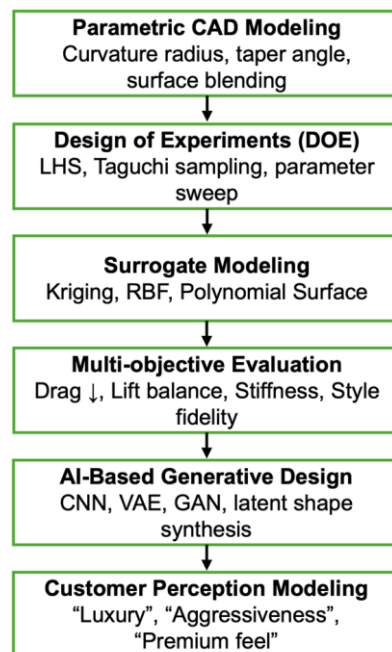 Parametric CAD Modeling
Curvature radius, taper angle,
surface blending
Design of Experiments (DOE)
LHS, Taguchi sampling, parameter
sweep
Surrogate Modeling
Kriging, RBF, Polynomial Surface
Multi-objective Evaluation
Drag ↓, Lift balance, Stiffness, Style
fidelity
AI-Based Generative Design
CNN, VAE, GAN, latent shape
synthesis
Customer Perception Modeling
“Luxury”, “Aggressiveness”,
“Premium feel”